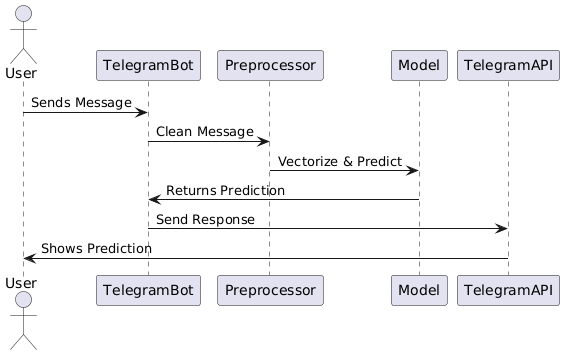 User
TelegramBot
Preprocessor
Model
TelegramAPI
Sends Message
Clean Message
Vectorize & Predict
Returns Prediction
Send Response
Shows Prediction
User
TelegramBot
Preprocessor
Model
TelegramAPI